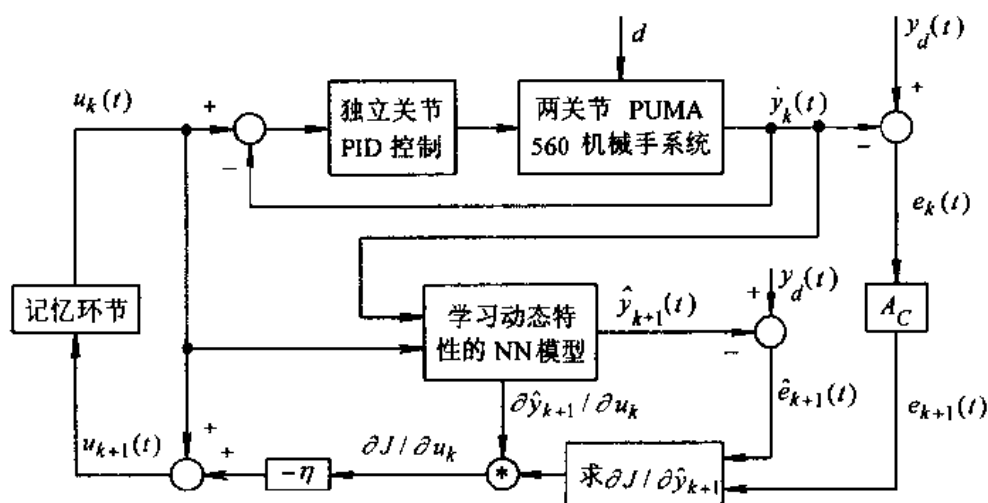 d
y_d(t)
u_k(t)
+
−
独立关节
PID 控制
两关节 PUMA
560 机械手系统
y_k(t)
+
−
e_k(t)
记忆环节
学习动态特
性的 NN 模型
ŷ_{k+1}(t)
+
y_d(t)
−
A_C
∂ŷ_{k+1}/∂u_k
ê_{k+1}(t)
e_{k+1}(t)
u_{k+1}(t)
+
+
−η
∂J/∂u_k
*
求∂J/∂ŷ_{k+1}